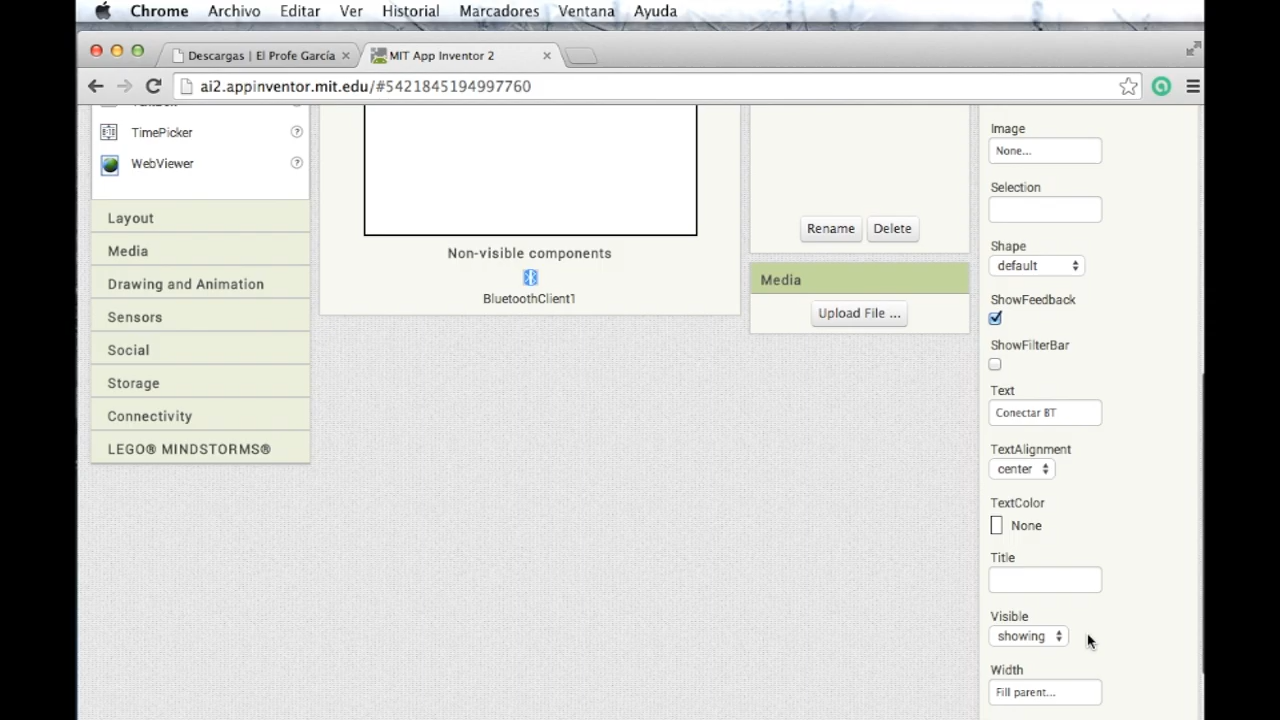 Chrome Archivo Editar Ver Historial Marcadores Ventana Ayuda
Descargas | El Profe García
MIT App Inventor 2
ai2.appinventor.mit.edu/#5421845194997760
TimePicker
WebViewer
Layout
Media
Drawing and Animation
Sensors
Social
Storage
Connectivity
LEGO® MINDSTORMS®
Non-visible components
BluetoothClient1
Rename Delete
Media
Upload File ...
Image
None...
Selection
Shape
default
ShowFeedback
ShowFilterBar
Text
Conectar BT
TextAlignment
center
TextColor
None
Title
Visible
showing
Width
Fill parent...